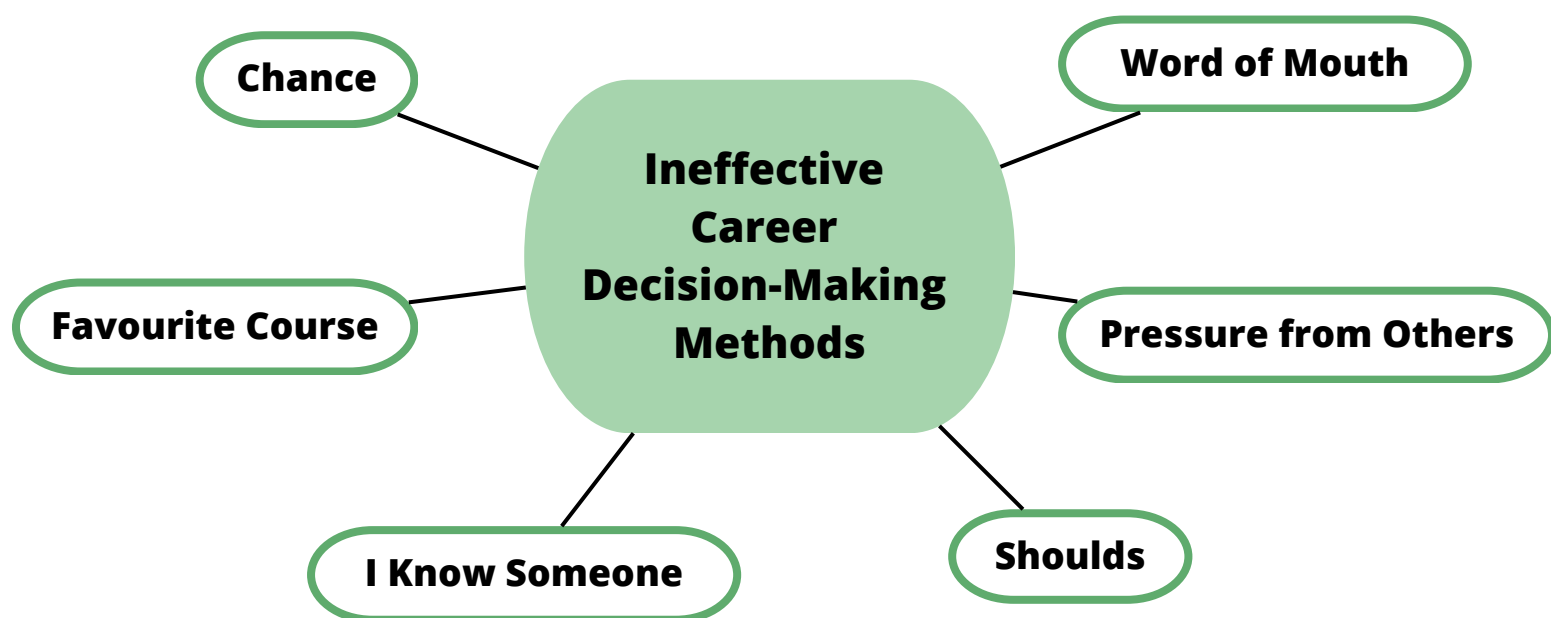 Chance
Word of Mouth
Ineffective
Career
Decision-Making
Methods
Favourite Course
Pressure from Others
I Know Someone
Shoulds